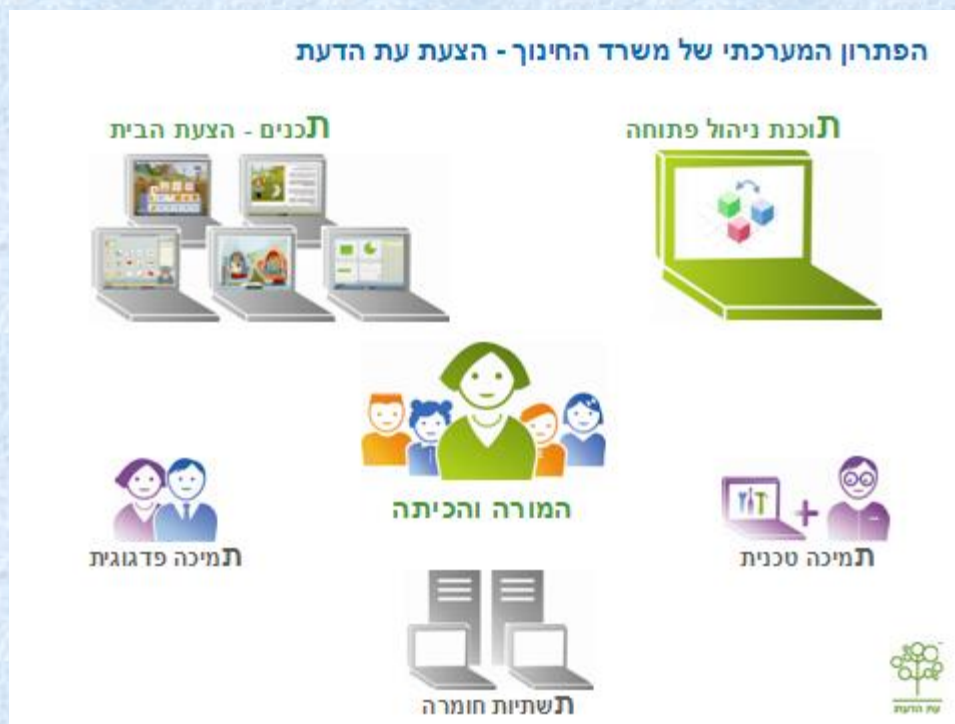 הפתרון המערכתי של משרד החינוך - הצעת עת הדעת
תוכנת ניהול פתוחה
תכנים - הצעת הבית
המורה והכיתה
תמיכה טכנית
תמיכה פדגוגית
תשתיות חומרה
עת הדעת